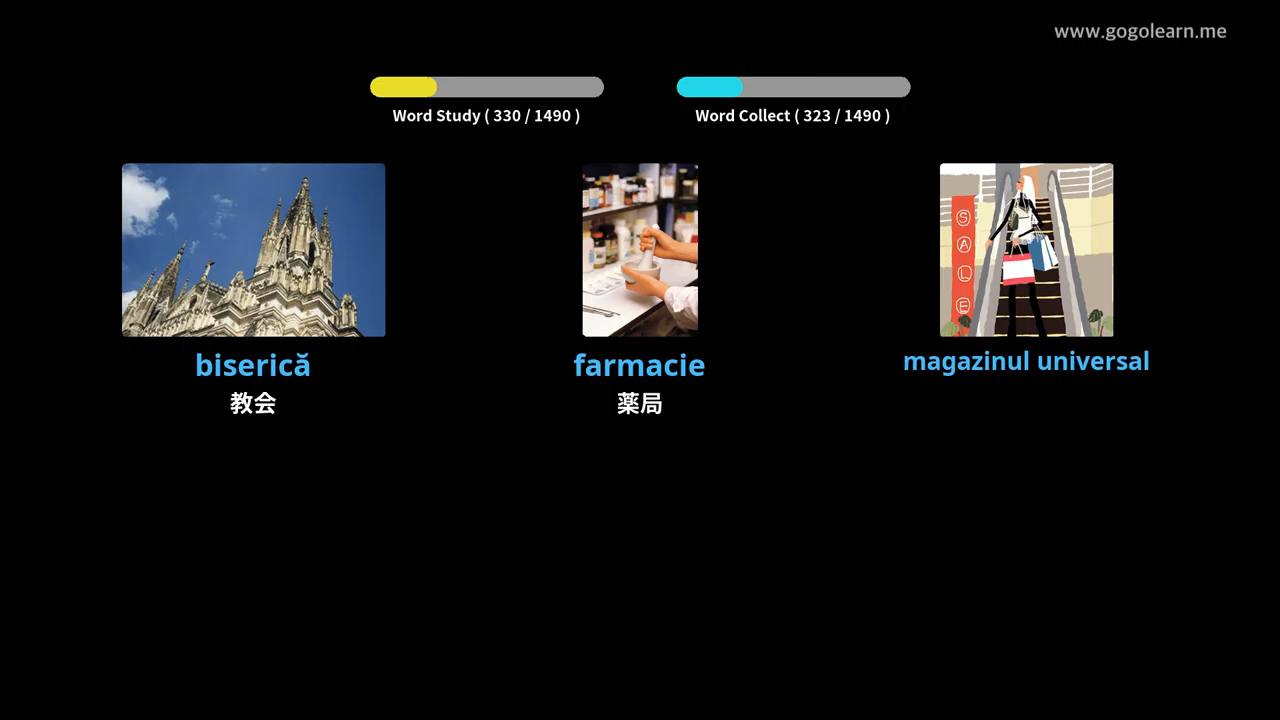 www.gogolearn.me
Word Study ( 330 / 1490 )
Word Collect ( 323 / 1490 )
SALE
biserică
farmacie
magazinul universal
教会
薬局